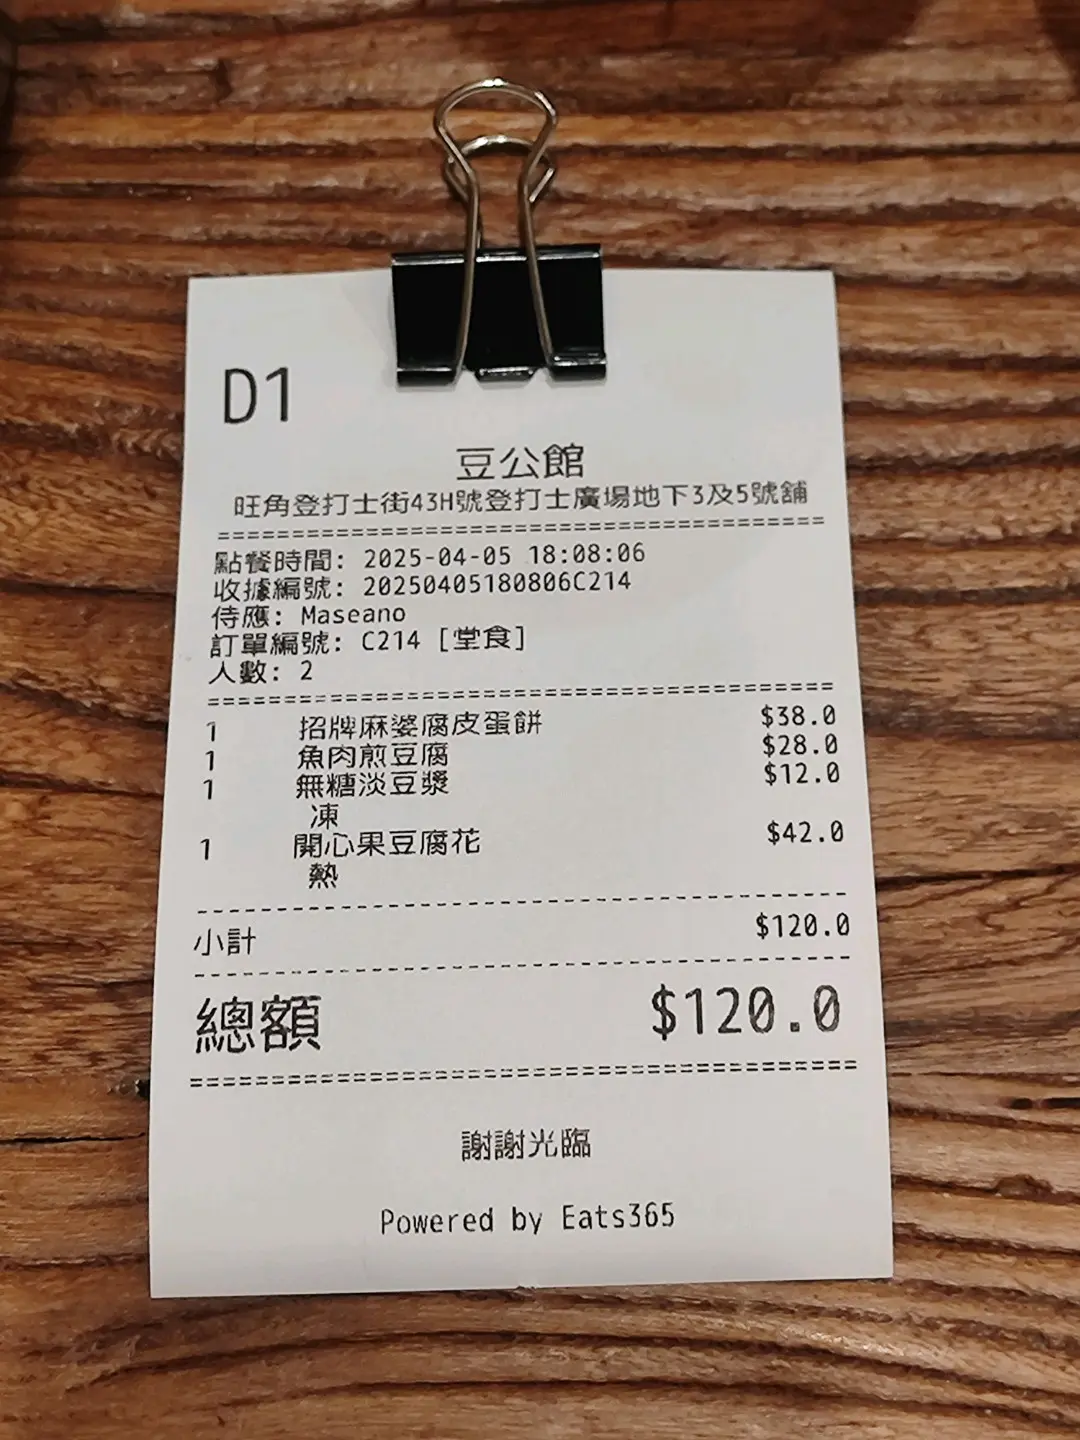 D1
豆公館
旺角登打士街43H號登打士廣場地下3及5號舖
================================================
點餐時間: 2025-04-05 18:08:06
收據編號: 20250405180806C214
侍應: Maseano
訂單編號: C214 [堂食]
人數: 2
================================================
1 招牌麻婆腐皮蛋餅 $38.0
1 魚肉煎豆腐 $28.0
1 無糖淡豆漿 $12.0
凍
1 開心果豆腐花 $42.0
熱
------------------------------------------------
小計 $120.0
------------------------------------------------
總額 $120.0
================================================
謝謝光臨
Powered by Eats365